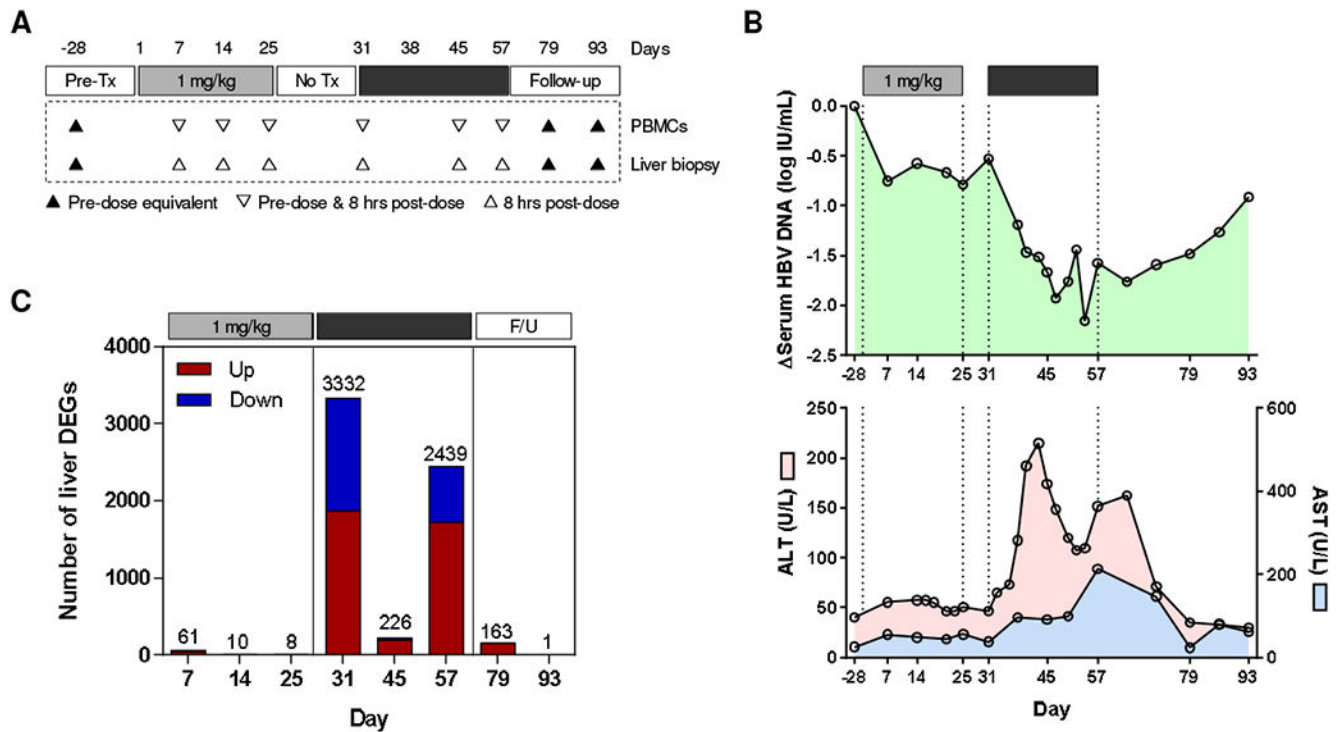 A
-28 1 7 14 25 31 38 45 57 79 93 Days
Pre-Tx 1 mg/kg No Tx Follow-up
PBMCs
Liver biopsy
▲ Pre-dose equivalent ▽ Pre-dose & 8 hrs post-dose △ 8 hrs post-dose
B
1 mg/kg
ΔSerum HBV DNA (log IU/mL)
0.0
-0.5
-1.0
-1.5
-2.0
-2.5
-28 7 14 25 31 45 57 79 93
ALT (U/L)
250
200
150
100
50
0
600
400
200
0
AST (U/L)
-28 7 14 25 31 45 57 79 93
Day
C
1 mg/kg F/U
Number of liver DEGs
4000
3000
2000
1000
0
Up
Down
61 10 8 3332 226 2439 163 1
7 14 25 31 45 57 79 93
Day